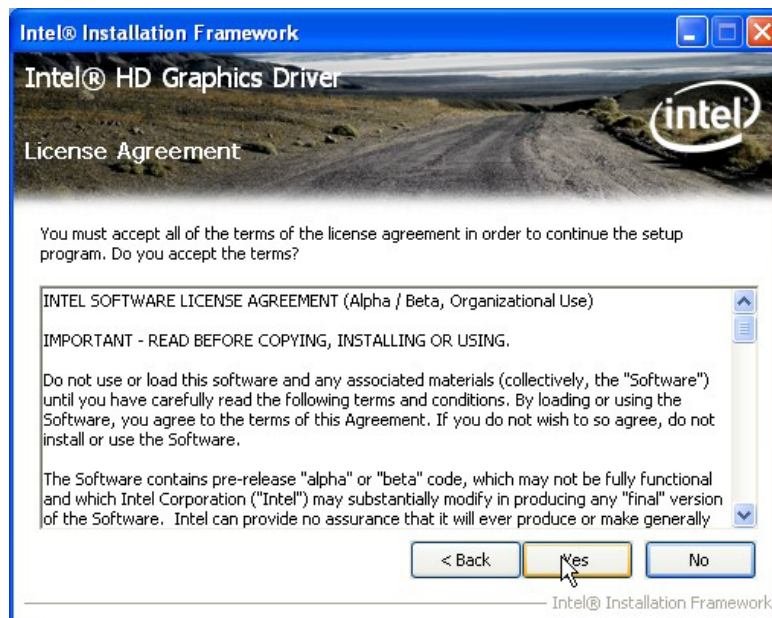 Intel® Installation Framework
Intel® HD Graphics Driver
intel
License Agreement
You must accept all of the terms of the license agreement in order to continue the setup
program. Do you accept the terms?
INTEL SOFTWARE LICENSE AGREEMENT (Alpha / Beta, Organizational Use)
IMPORTANT - READ BEFORE COPYING, INSTALLING OR USING.
Do not use or load this software and any associated materials (collectively, the "Software")
until you have carefully read the following terms and conditions. By loading or using the
Software, you agree to the terms of this Agreement. If you do not wish to so agree, do not
install or use the Software.
The Software contains pre-release "alpha" or "beta" code, which may not be fully functional
and which Intel Corporation ("Intel") may substantially modify in producing any "final" version
of the Software.  Intel can provide no assurance that it will ever produce or make generally
< Back Yes No
Intel® Installation Framework